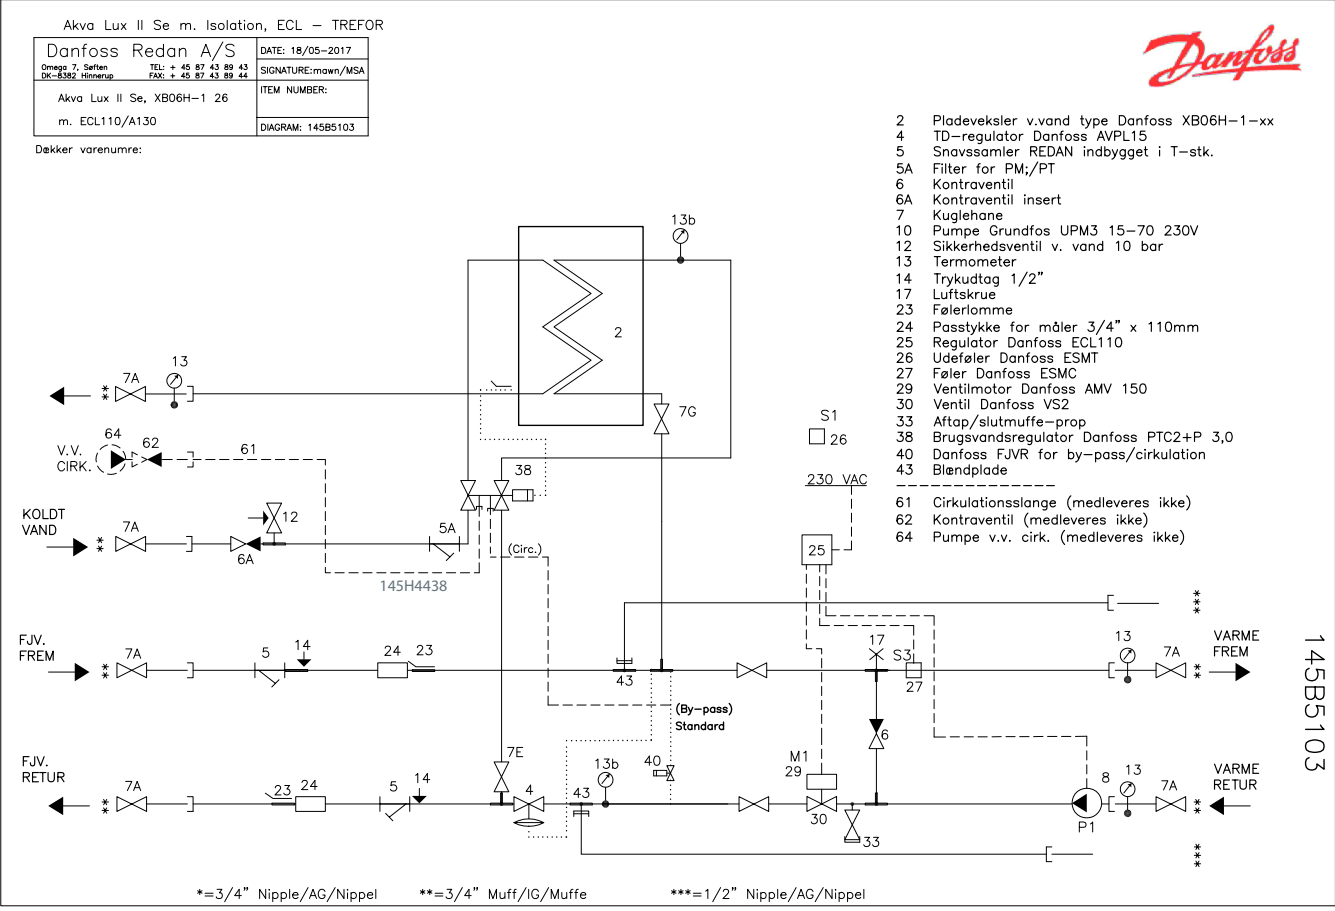 Akva Lux II Se m. Isolation, ECL – TREFOR
Danfoss Redan A/S
Omega 7, Søften TEL: + 45 87 43 89 43
DK–8382 Hinnerup FAX: + 45 87 43 89 44
DATE: 18/05–2017
SIGNATURE:mawn/MSA
Akva Lux II Se, XB06H–1 26
m. ECL110/A130
ITEM NUMBER:
DIAGRAM: 145B5103
Dækker varenumre:
Danfoss
2 Pladeveksler v.vand type Danfoss XB06H–1–xx
4 TD–regulator Danfoss AVPL15
5 Snavssamler REDAN indbygget i T–stk.
5A Filter for PM;/PT
6 Kontraventil
6A Kontraventil insert
7 Kuglehane
10 Pumpe Grundfos UPM3 15–70 230V
12 Sikkerhedsventil v. vand 10 bar
13 Termometer
14 Trykudtag 1/2"
17 Luftskrue
23 Følerlomme
24 Passtykke for måler 3/4" x 110mm
25 Regulator Danfoss ECL110
26 Udeføler Danfoss ESMT
27 Føler Danfoss ESMC
29 Ventilmotor Danfoss AMV 150
30 Ventil Danfoss VS2
33 Aftap/slutmuffe–prop
38 Brugsvandsregulator Danfoss PTC2+P 3,0
40 Danfoss FJVR for by–pass/cirkulation
43 Blændplade
61 Cirkulationsslange (medleveres ikke)
62 Kontraventil (medleveres ikke)
64 Pumpe v.v. cirk. (medleveres ikke)
13b
2
13
** 7A
7G
S1
26
64 62 61
V.V.
CIRK.
38
230 VAC
KOLDT
VAND
** 7A
12
6A
5A
(Circ.)
25
145H4438
***
FJV.
FREM
** 7A
5
14
24
23
43
17
S3
27
13
7A
**
VARME
FREM
(By–pass)
Standard
6
145B5103
FJV.
RETUR
** 7A
23
24
5
14
7E
4
43
13b
40
M1
29
30
33
P1
8
13
7A
**
VARME
RETUR
***
*=3/4" Nipple/AG/Nippel **=3/4" Muff/IG/Muffe ***=1/2" Nipple/AG/Nippel